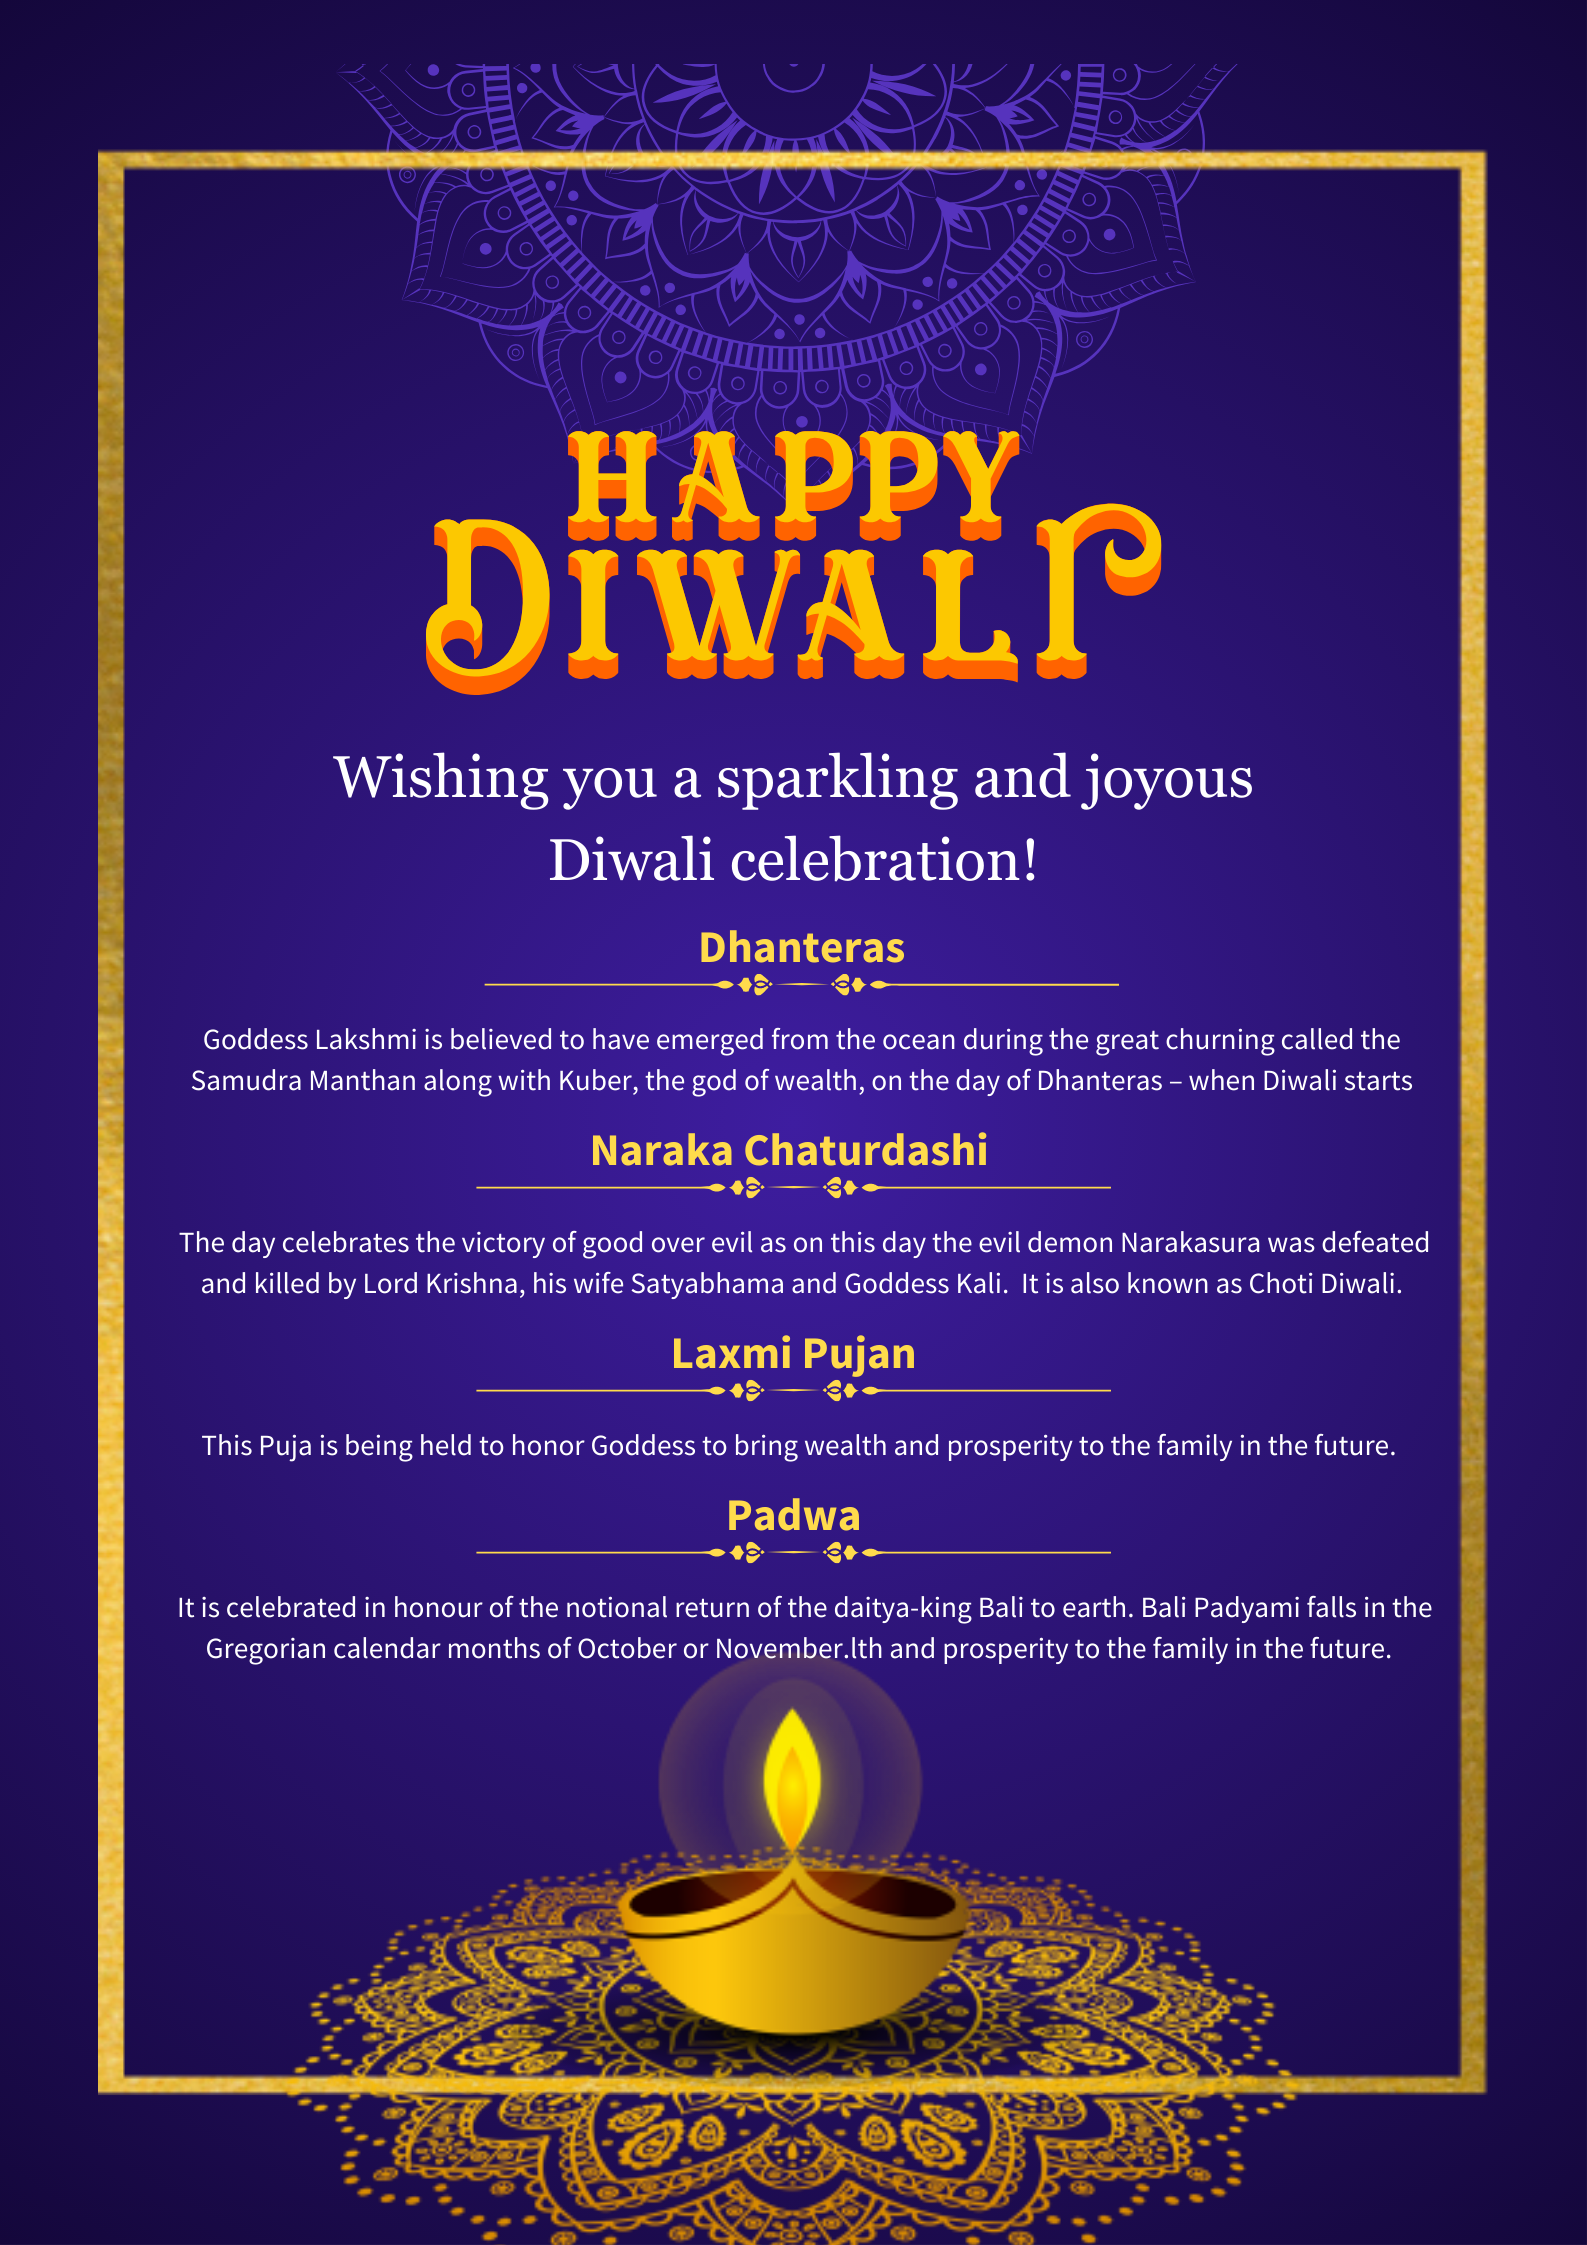 HAPPY
DIWALI
Wishing you a sparkling and joyous
Diwali celebration!
Dhanteras
Goddess Lakshmi is believed to have emerged from the ocean during the great churning called the
Samudra Manthan along with Kuber, the god of wealth, on the day of Dhanteras – when Diwali starts
Naraka Chaturdashi
The day celebrates the victory of good over evil as on this day the evil demon Narakasura was defeated
and killed by Lord Krishna, his wife Satyabhama and Goddess Kali.  It is also known as Choti Diwali.
Laxmi Pujan
This Puja is being held to honor Goddess to bring wealth and prosperity to the family in the future.
Padwa
It is celebrated in honour of the notional return of the daitya-king Bali to earth. Bali Padyami falls in the
Gregorian calendar months of October or November.lth and prosperity to the family in the future.